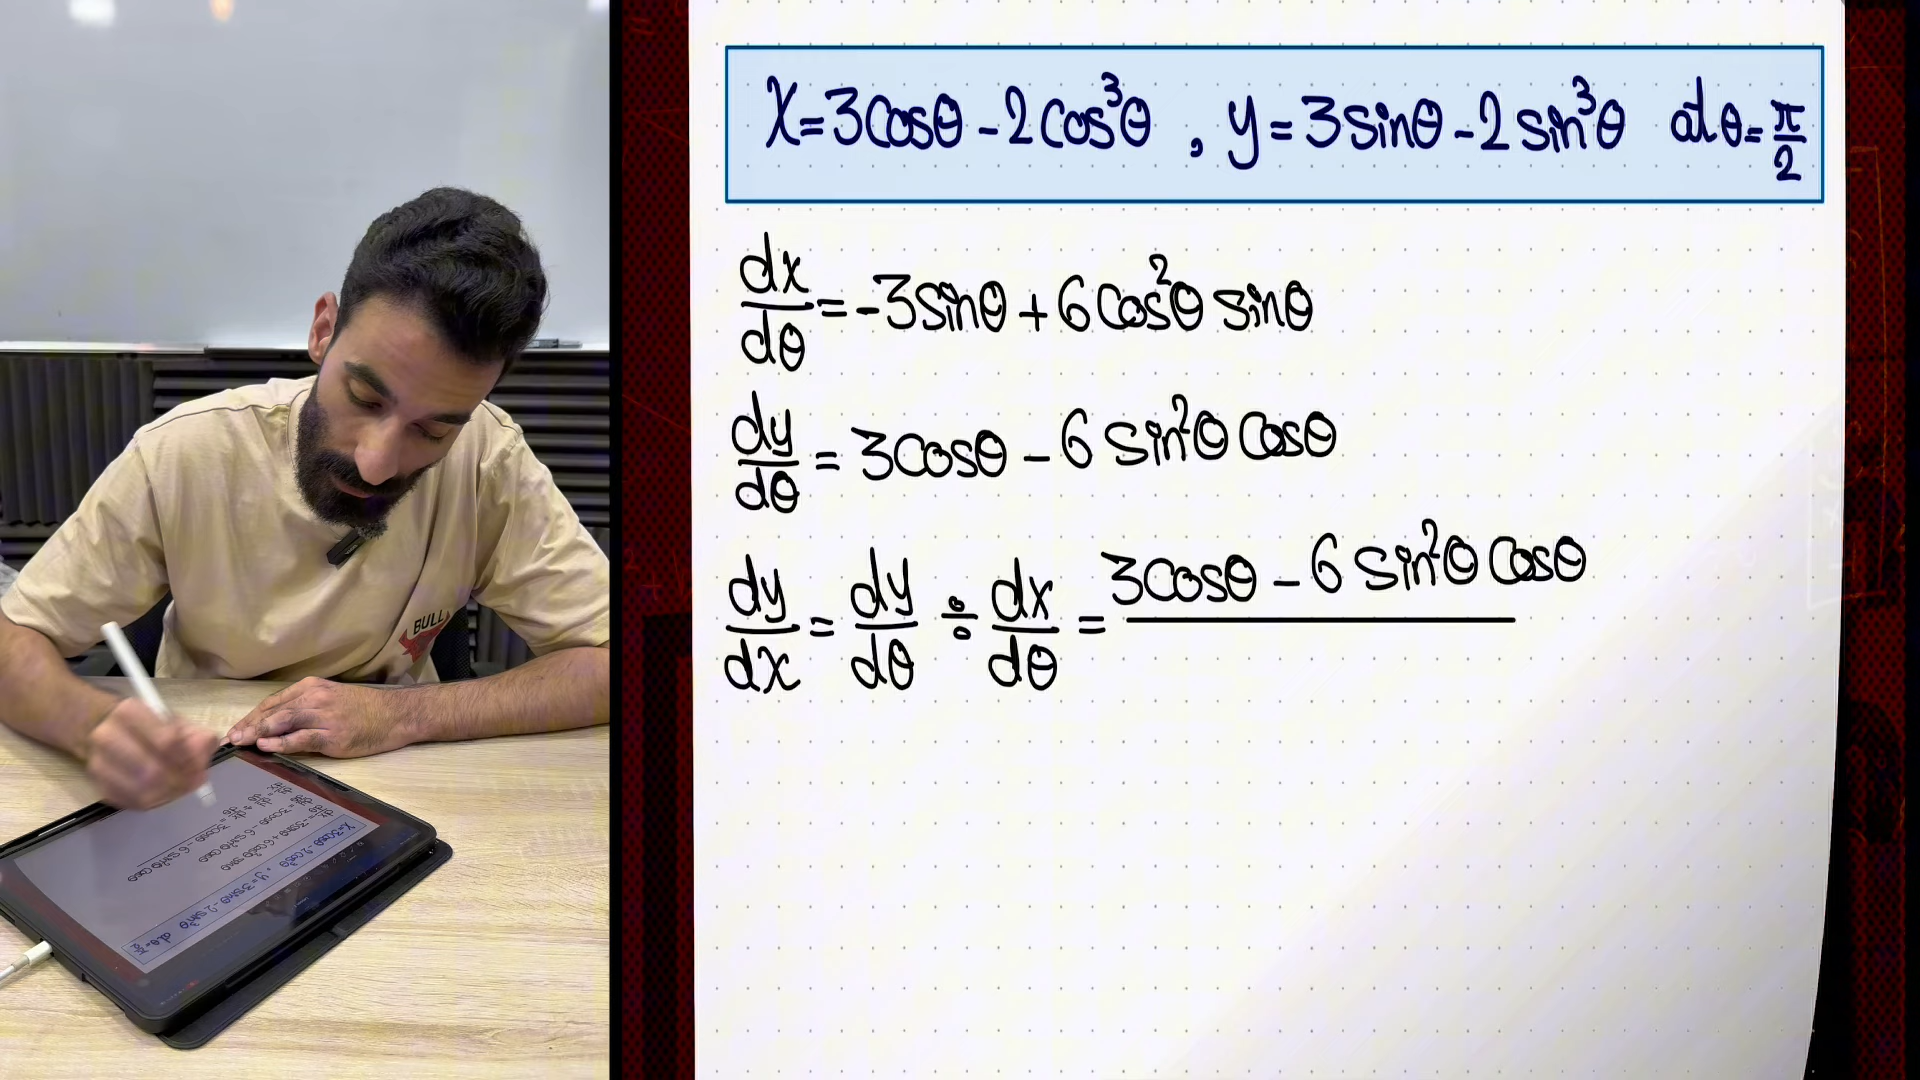 x=3cosθ-2cos³θ , y=3sinθ-2sin³θ at θ=π/2
dx/dθ=-3sinθ+6cos²θ sinθ
dy/dθ=3cosθ-6 sin²θ cosθ
dy/dx=dy/dθ÷dx/dθ=3cosθ-6 sin²θ cosθ
BULL